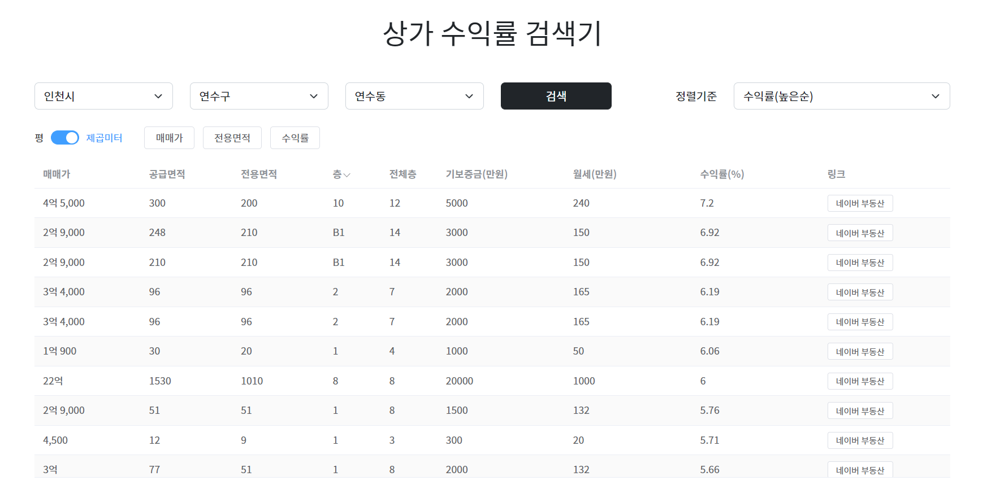 상가 수익률 검색기
인천시 연수구 연수동 검색 정렬기준 수익률(높은순)
평 제곱미터 매매가 전용면적 수익률
매매가 공급면적 전용면적 층 전체층 기보증금(만원) 월세(만원) 수익률(%) 링크
4억 5,000 300 200 10 12 5000 240 7.2 네이버 부동산
2억 9,000 248 210 B1 14 3000 150 6.92 네이버 부동산
2억 9,000 210 210 B1 14 3000 150 6.92 네이버 부동산
3억 4,000 96 96 2 7 2000 165 6.19 네이버 부동산
3억 4,000 96 96 2 7 2000 165 6.19 네이버 부동산
1억 900 30 20 1 4 1000 50 6.06 네이버 부동산
22억 1530 1010 8 8 20000 1000 6 네이버 부동산
2억 9,000 51 51 1 8 1500 132 5.76 네이버 부동산
4,500 12 9 1 3 300 20 5.71 네이버 부동산
3억 77 51 1 8 2000 132 5.66 네이버 부동산